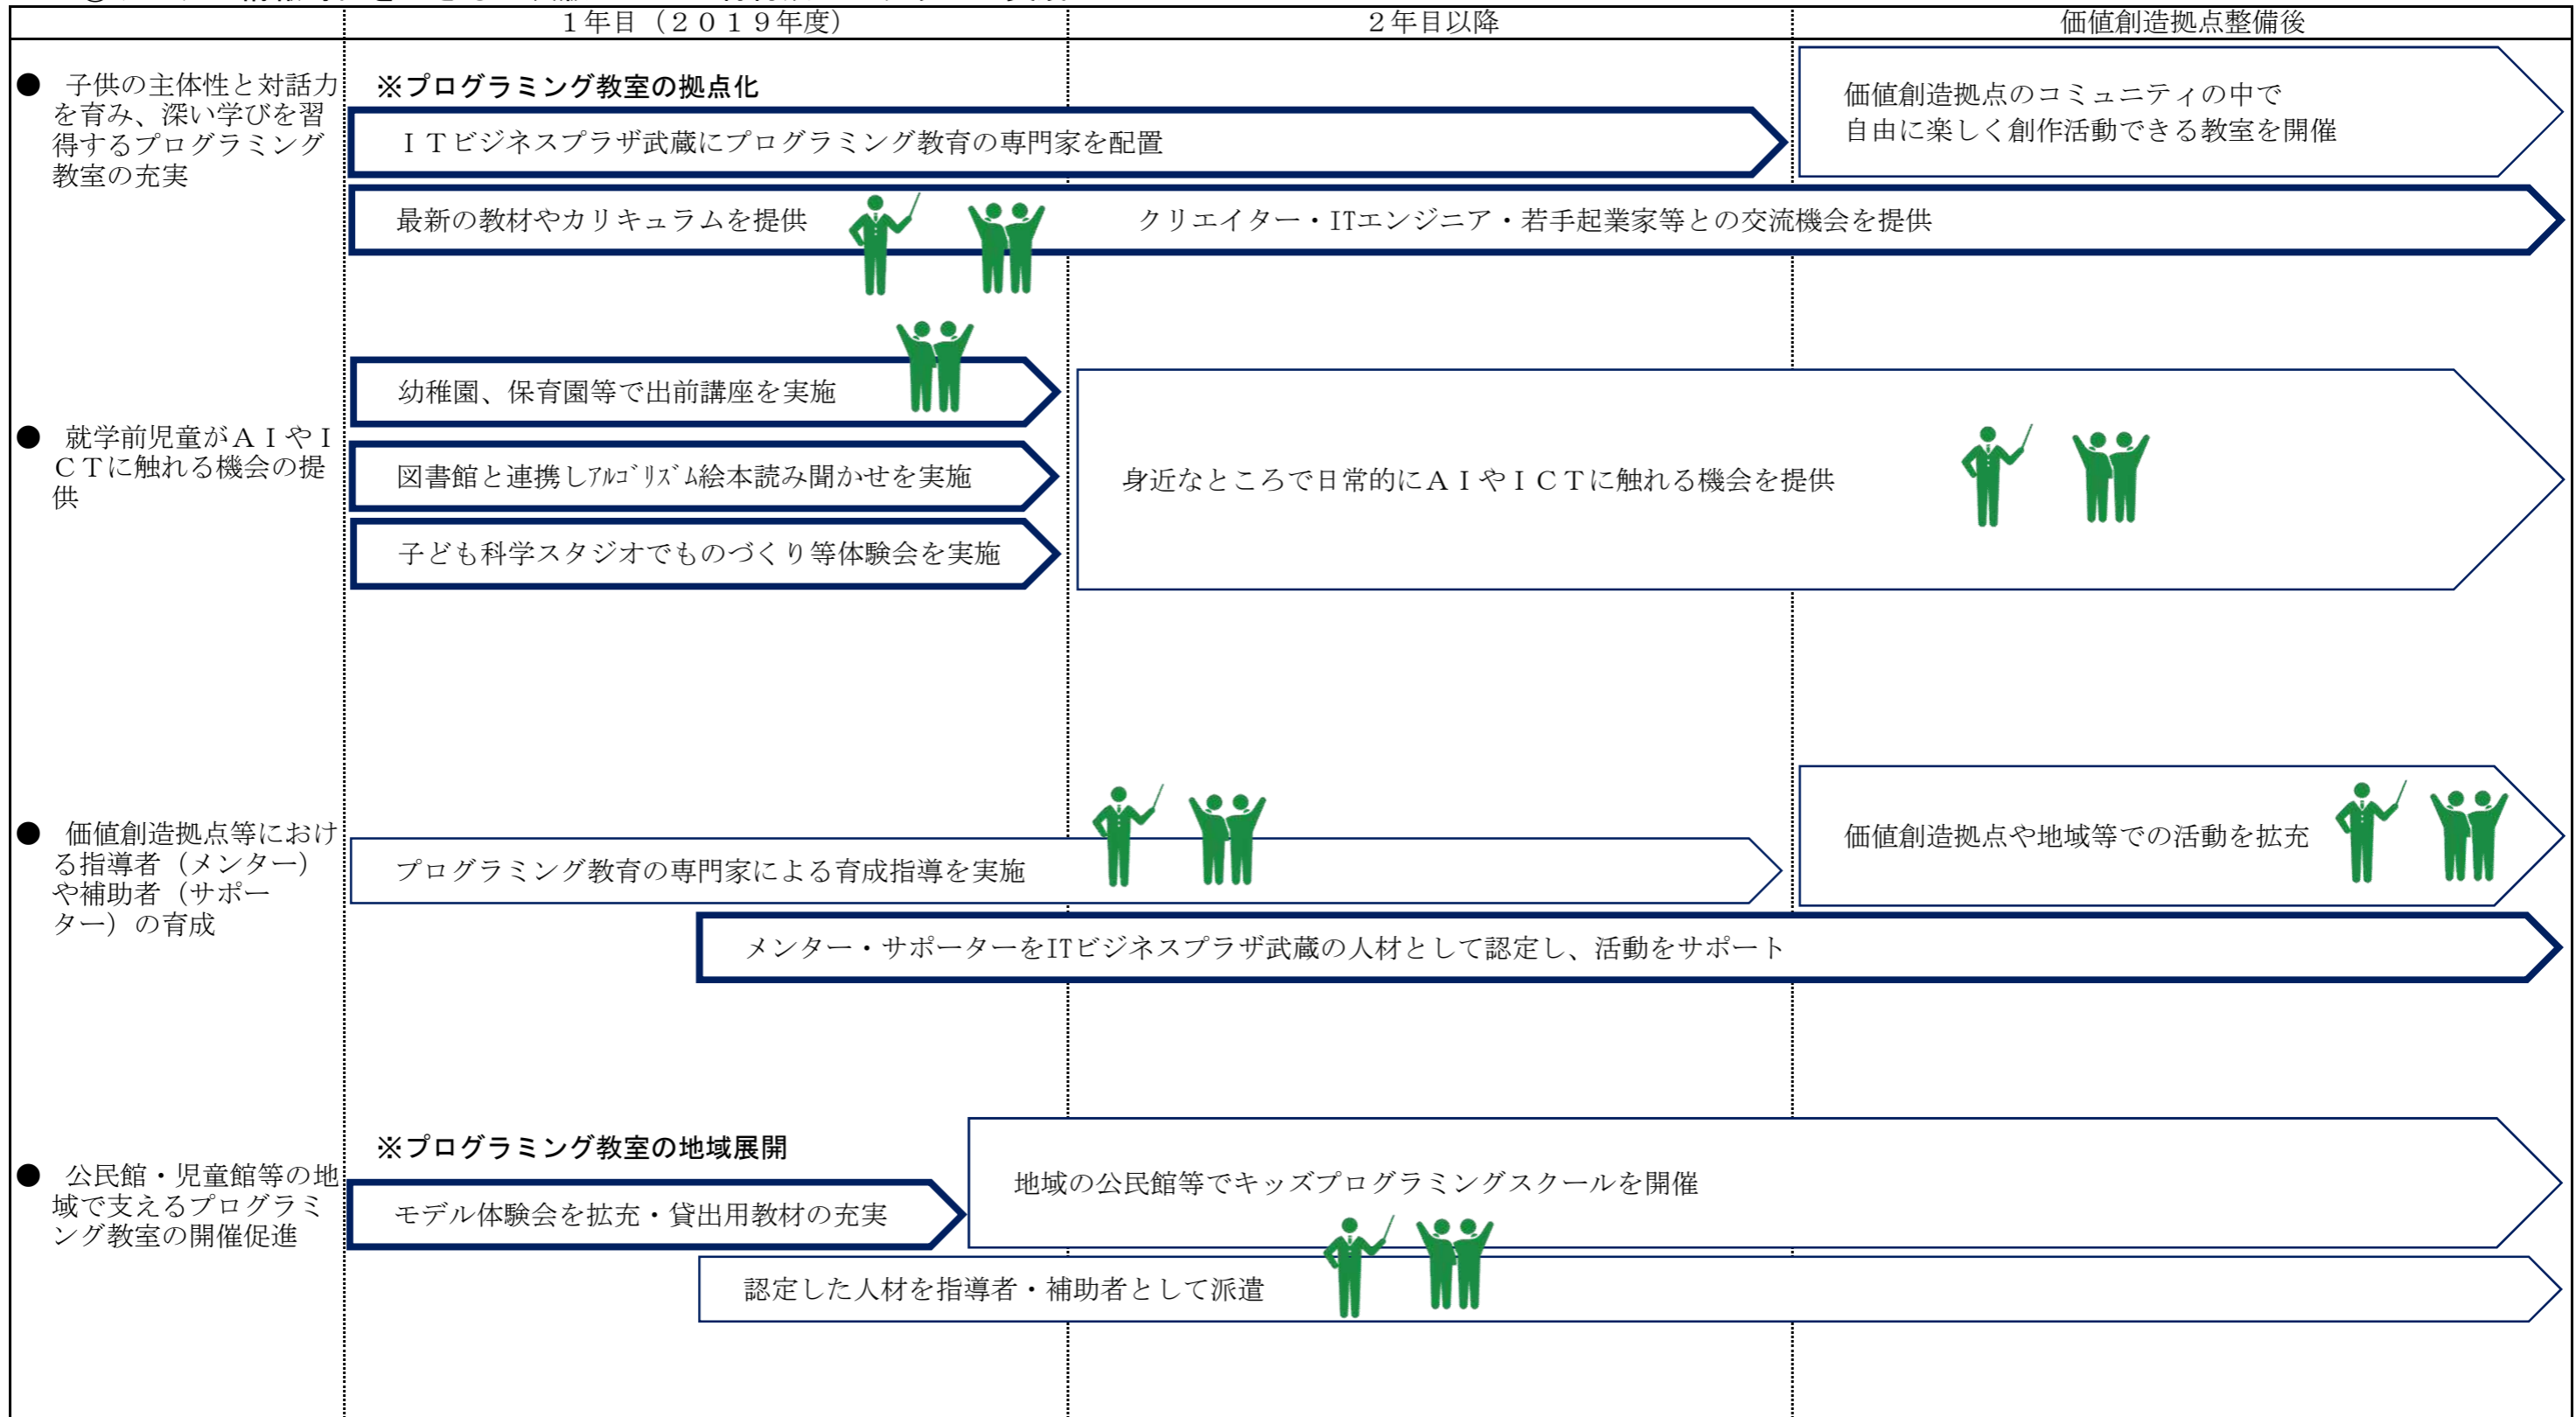 １年目（２０１９年度）
２年目以降
価値創造拠点整備後
● 子供の主体性と対話力
を育み、深い学びを習
得するプログラミング
教室の充実
※プログラミング教室の拠点化
ＩＴビジネスプラザ武蔵にプログラミング教育の専門家を配置
価値創造拠点のコミュニティの中で
自由に楽しく創作活動できる教室を開催
最新の教材やカリキュラムを提供
クリエイター・ITエンジニア・若手起業家等との交流機会を提供
● 就学前児童がＡＩやＩ
ＣＴに触れる機会の提
供
幼稚園、保育園等で出前講座を実施
図書館と連携しｱﾙｺﾞﾘｽﾞﾑ絵本読み聞かせを実施
子ども科学スタジオでものづくり等体験会を実施
身近なところで日常的にＡＩやＩＣＴに触れる機会を提供
● 価値創造拠点等におけ
る指導者（メンター）
や補助者（サポー
ター）の育成
プログラミング教育の専門家による育成指導を実施
価値創造拠点や地域等での活動を拡充
メンター・サポーターをITビジネスプラザ武蔵の人材として認定し、活動をサポート
● 公民館・児童館等の地
域で支えるプログラミ
ング教室の開催促進
※プログラミング教室の地域展開
モデル体験会を拡充・貸出用教材の充実
地域の公民館等でキッズプログラミングスクールを開催
認定した人材を指導者・補助者として派遣